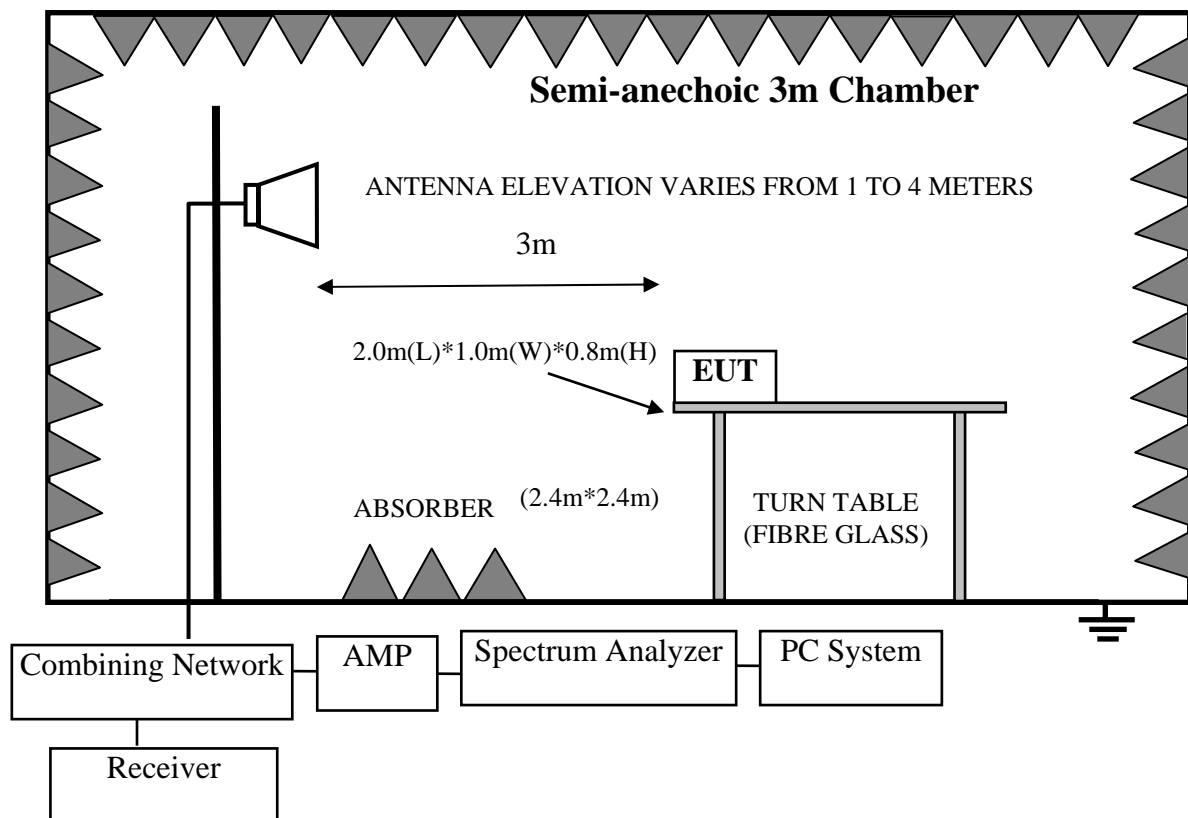 Semi-anechoic 3m Chamber
ANTENNA ELEVATION VARIES FROM 1 TO 4 METERS
3m
2.0m(L)*1.0m(W)*0.8m(H)
EUT
ABSORBER
(2.4m*2.4m)
TURN TABLE
(FIBRE GLASS)
Combining Network
AMP
Spectrum Analyzer
PC System
Receiver